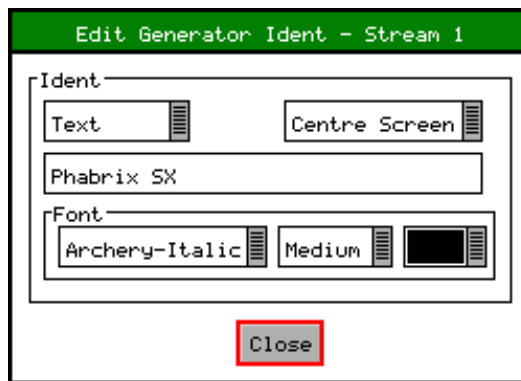 Edit Generator Ident - Stream 1
Ident
Text Centre Screen
Phabrix SX
Font
Archery-Italic Medium
Close